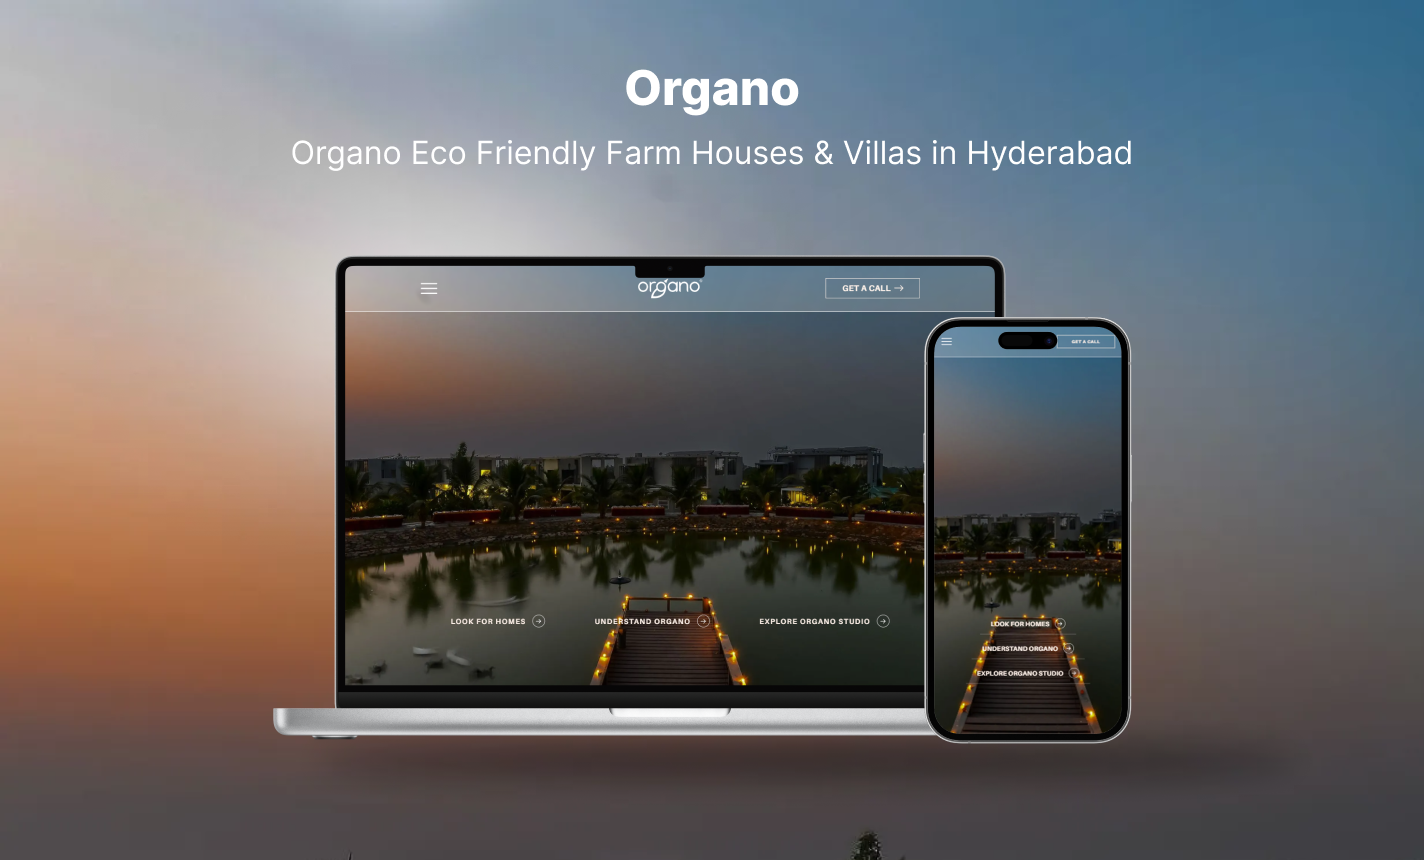 Organo
Organo Eco Friendly Farm Houses & Villas in Hyderabad
organo
GET A CALL
LOOK FOR HOMES
UNDERSTAND ORGANO
EXPLORE ORGANO STUDIO
GET A CALL
LOOK FOR HOMES
UNDERSTAND ORGANO
EXPLORE ORGANO STUDIO